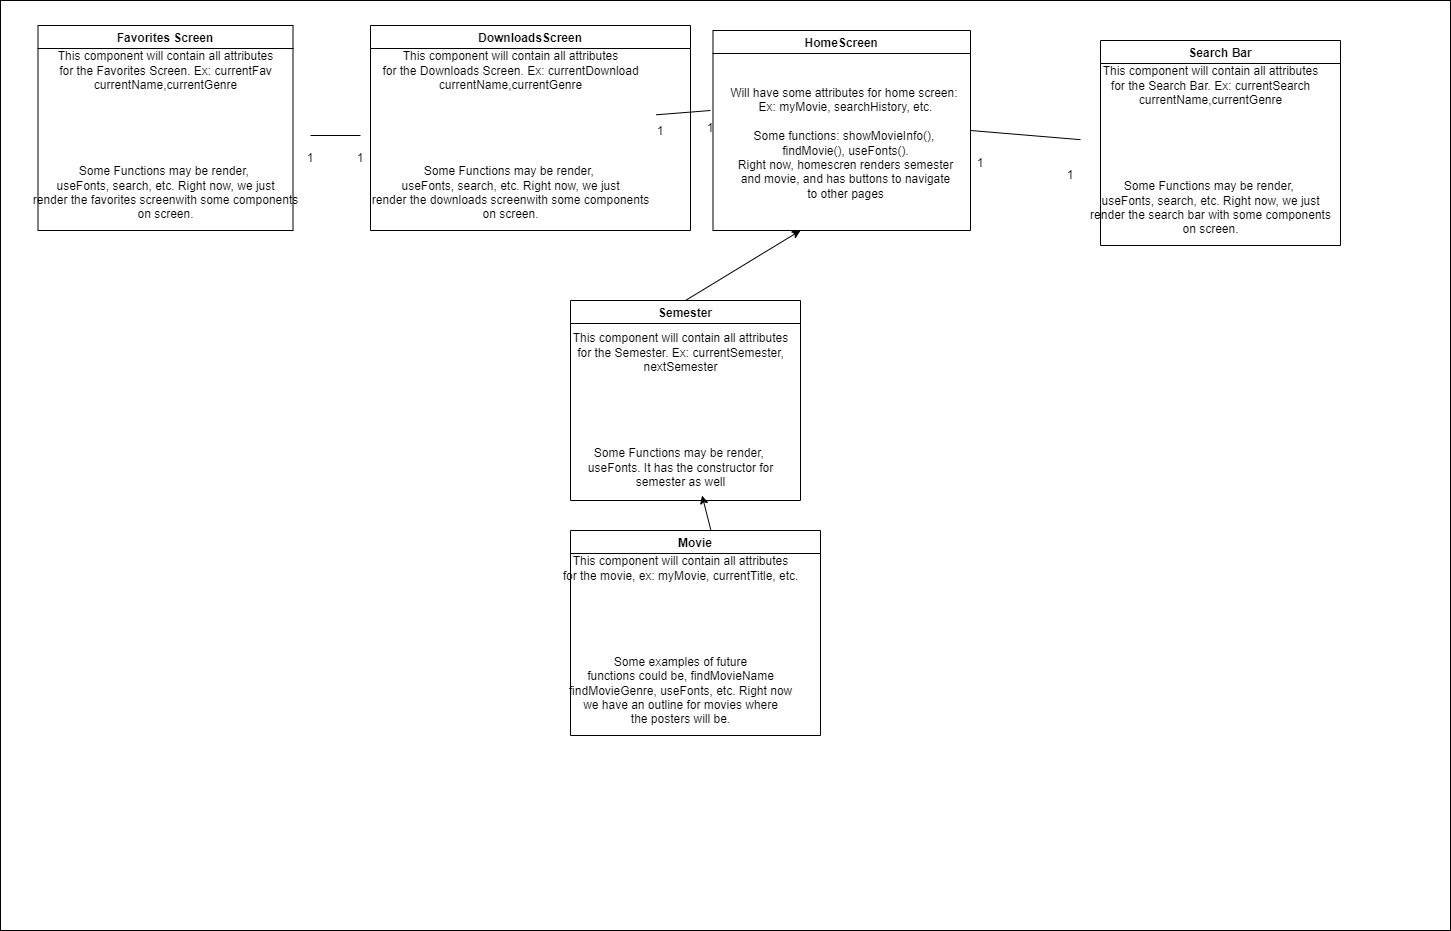 Favorites Screen
This component will contain all attributes
for the Favorites Screen. Ex: currentFav
currentName,currentGenre
Some Functions may be render,
useFonts, search, etc. Right now, we just
render the favorites screenwith some components
on screen.
1
1
DownloadsScreen
This component will contain all attributes
for the Downloads Screen. Ex: currentDownload
currentName,currentGenre
Some Functions may be render,
useFonts, search, etc. Right now, we just
render the downloads screenwith some components
on screen.
1
1
HomeScreen
Will have some attributes for home screen:
Ex: myMovie, searchHistory, etc.
Some functions: showMovieInfo(),
findMovie(), useFonts().
Right now, homescren renders semester
and movie, and has buttons to navigate
to other pages
1
1
Search Bar
This component will contain all attributes
for the Search Bar. Ex: currentSearch
currentName,currentGenre
Some Functions may be render,
useFonts, search, etc. Right now, we just
render the search bar with some components
on screen.
Semester
This component will contain all attributes
for the Semester. Ex: currentSemester,
nextSemester
Some Functions may be render,
useFonts. It has the constructor for
semester as well
Movie
This component will contain all attributes
for the movie, ex: myMovie, currentTitle, etc.
Some examples of future
functions could be, findMovieName
findMovieGenre, useFonts, etc. Right now
we have an outline for movies where
the posters will be.